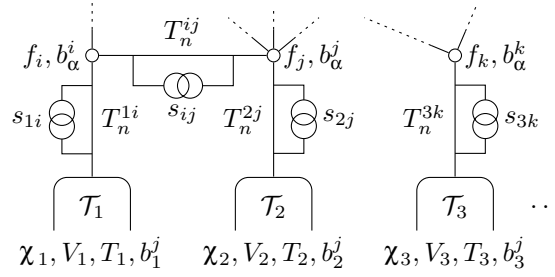 T_n^{ij}
f_i, b_α^i f_j, b_α^j f_k, b_α^k
s_{ij}
s_{1i} T_n^{1i} T_n^{2j} s_{2j} T_n^{3k} s_{3k}
𝒯_1 𝒯_2 𝒯_3 ..
χ_1, V_1, T_1, b_1^j χ_2, V_2, T_2, b_2^j χ_3, V_3, T_3, b_3^j